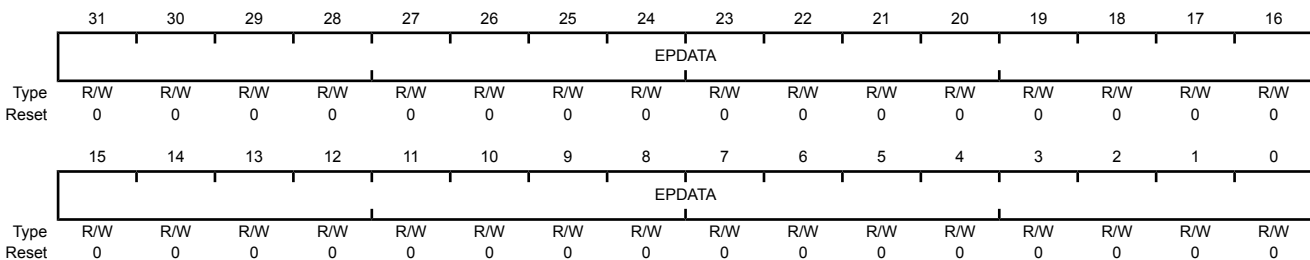 31 30 29 28 27 26 25 24 23 22 21 20 19 18 17 16
EPDATA
Type R/W R/W R/W R/W R/W R/W R/W R/W R/W R/W R/W R/W R/W R/W R/W R/W
Reset 0 0 0 0 0 0 0 0 0 0 0 0 0 0 0 0
15 14 13 12 11 10 9 8 7 6 5 4 3 2 1 0
EPDATA
Type R/W R/W R/W R/W R/W R/W R/W R/W R/W R/W R/W R/W R/W R/W R/W R/W
Reset 0 0 0 0 0 0 0 0 0 0 0 0 0 0 0 0